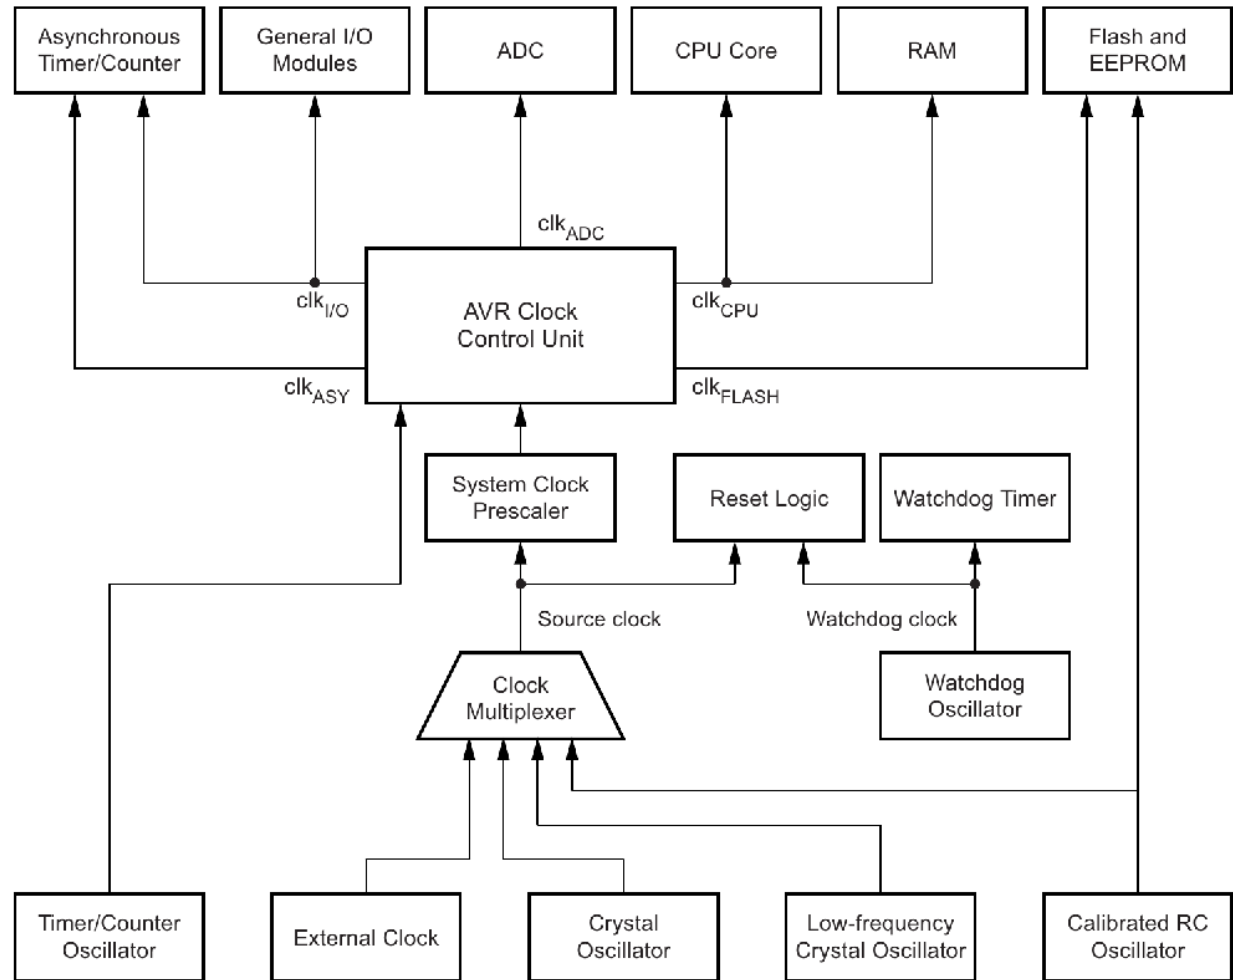 Asynchronous
Timer/Counter
General I/O
Modules
ADC
CPU Core
RAM
Flash and
EEPROM
clkADC
clkI/O
AVR Clock
Control Unit
clkCPU
clkASY
clkFLASH
System Clock
Prescaler
Reset Logic
Watchdog Timer
Source clock
Watchdog clock
Clock
Multiplexer
Watchdog
Oscillator
Timer/Counter
Oscillator
External Clock
Crystal
Oscillator
Low-frequency
Crystal Oscillator
Calibrated RC
Oscillator